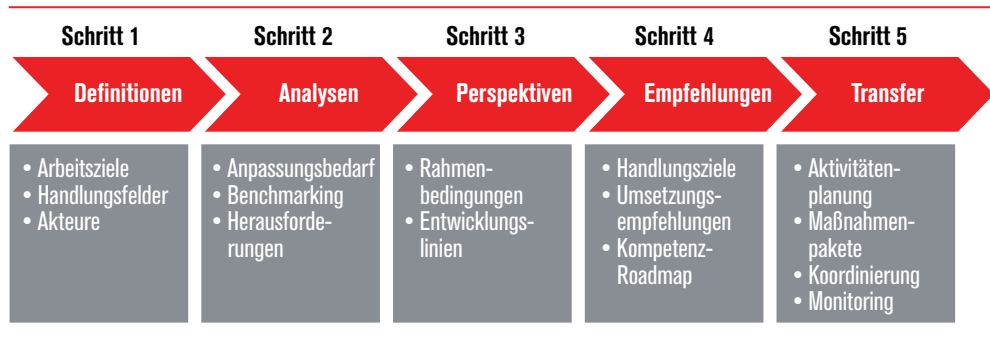 Schritt 1
Schritt 2
Schritt 3
Schritt 4
Schritt 5
Definitionen
Analysen
Perspektiven
Empfehlungen
Transfer
• Arbeitsziele
• Handlungsfelder
• Akteure
• Anpassungsbedarf
• Benchmarking
• Herausforde-
rungen
• Rahmen-
bedingungen
• Entwicklungs-
linien
• Handlungsziele
• Umsetzungs-
empfehlungen
• Kompetenz-
Roadmap
• Aktivitäten-
planung
• Maßnahmen-
pakete
• Koordinierung
• Monitoring